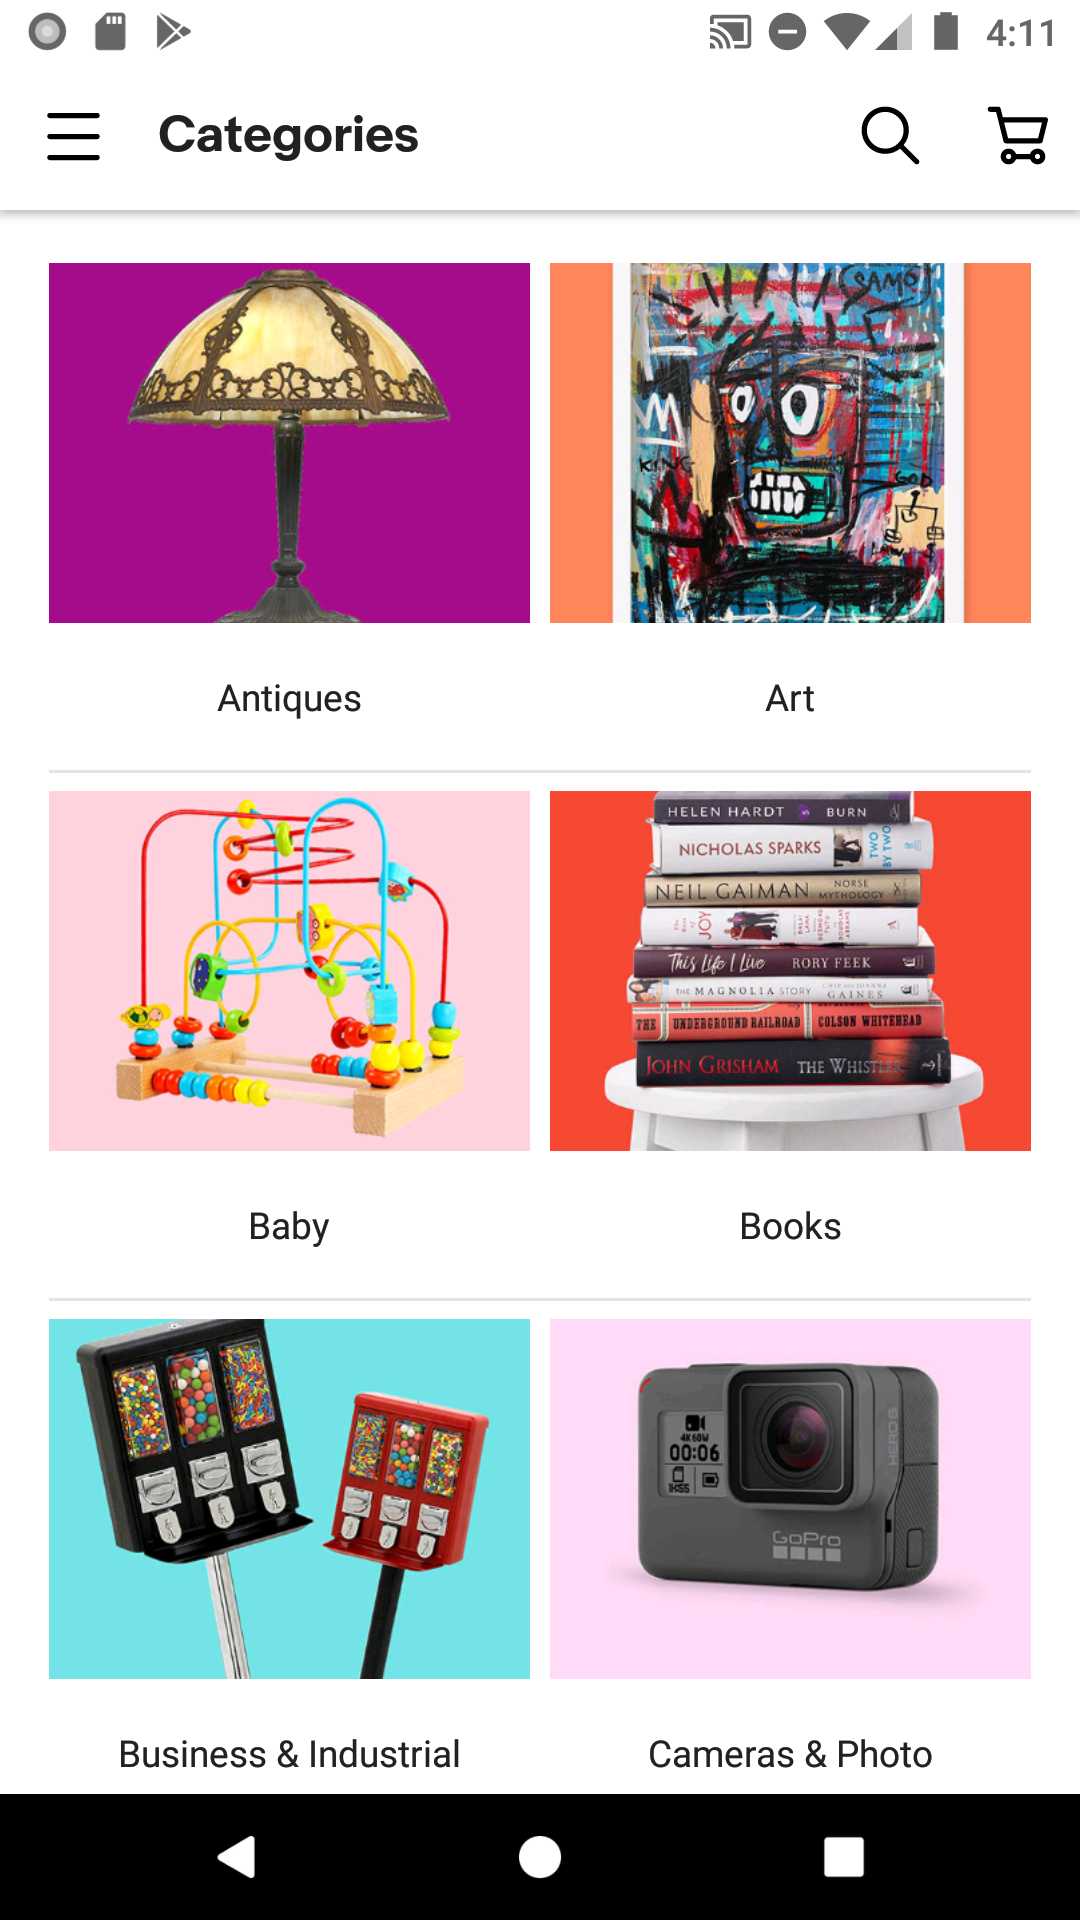 4:11
Categories
SAMO
KING
GOD
Antiques
Art
HELEN HARDT BURN
NICHOLAS SPARKS TWO BY TWO
NEIL GAIMAN NORSE MYTHOLOGY
JOY
This Life I Live RORY FEEK
THE MAGNOLIA STORY GAINES
THE UNDERGROUND RAILROAD COLSON WHITEHEAD
JOHN GRISHAM THE WHISTLER
Baby
Books
4K60W
00:06
1H55
HERO6
GoPro
Business & Industrial
Cameras & Photo